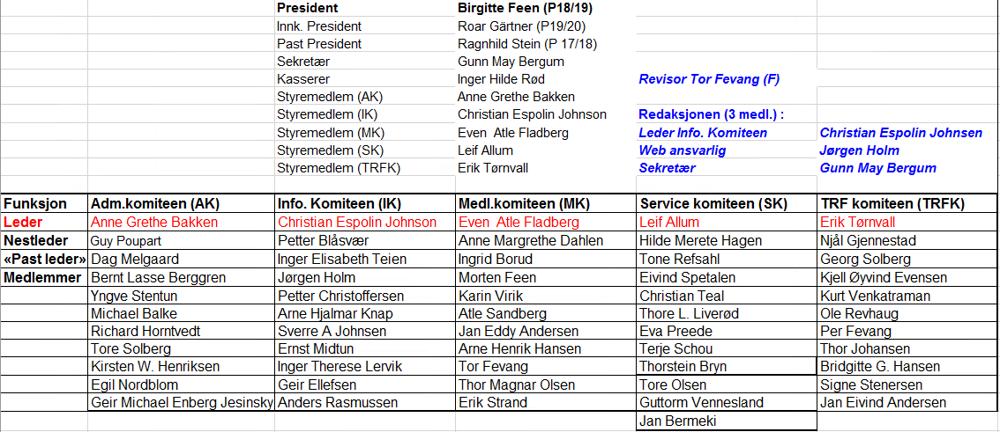 President Birgitte Feen (P18/19)
Innk. President Roar Gärtner (P19/20)
Past President Ragnhild Stein (P 17/18)
Sekretær Gunn May Bergum
Kasserer Inger Hilde Rød Revisor Tor Fevang (F)
Styremedlem (AK) Anne Grethe Bakken
Styremedlem (IK) Christian Espolin Johnson Redaksjonen (3 medl.) :
Styremedlem (MK) Even Atle Fladberg Leder Info. Komiteen Christian Espolin Johnsen
Styremedlem (SK) Leif Allum Web ansvarlig Jørgen Holm
Styremedlem (TRFK) Erik Tørnvall Sekretær Gunn May Bergum
Funksjon Adm.komiteen (AK) Info. Komiteen (IK) Medl.komiteen (MK) Service komiteen (SK) TRF komiteen (TRFK)
Leder Anne Grethe Bakken Christian Espolin Johnson Even Atle Fladberg Leif Allum Erik Tørnvall
Nestleder Guy Poupart Petter Blåsvær Anne Margrethe Dahlen Hilde Merete Hagen Njål Gjennestad
«Past leder» Dag Melgaard Inger Elisabeth Teien Ingrid Borud Tone Refsahl Georg Solberg
Medlemmer Bernt Lasse Berggren Jørgen Holm Morten Feen Eivind Spetalen Kjell Øyvind Evensen
Yngve Stentun Petter Christoffersen Karin Virik Christian Teal Kurt Venkatraman
Michael Balke Arne Hjalmar Knap Atle Sandberg Thore L. Liverød Ole Revhaug
Richard Horntvedt Sverre A Johnsen Jan Eddy Andersen Eva Preede Per Fevang
Tore Solberg Ernst Midtun Arne Henrik Hansen Terje Schou Thor Johansen
Kirsten W. Henriksen Inger Therese Lervik Tor Fevang Thorstein Bryn Bridgitte G. Hansen
Egil Nordblom Geir Ellefsen Thor Magnar Olsen Tore Olsen Signe Stenersen
Geir Michael Enberg Jesinsky Anders Rasmussen Erik Strand Guttorm Vennesland Jan Eivind Andersen
Jan Bermeki